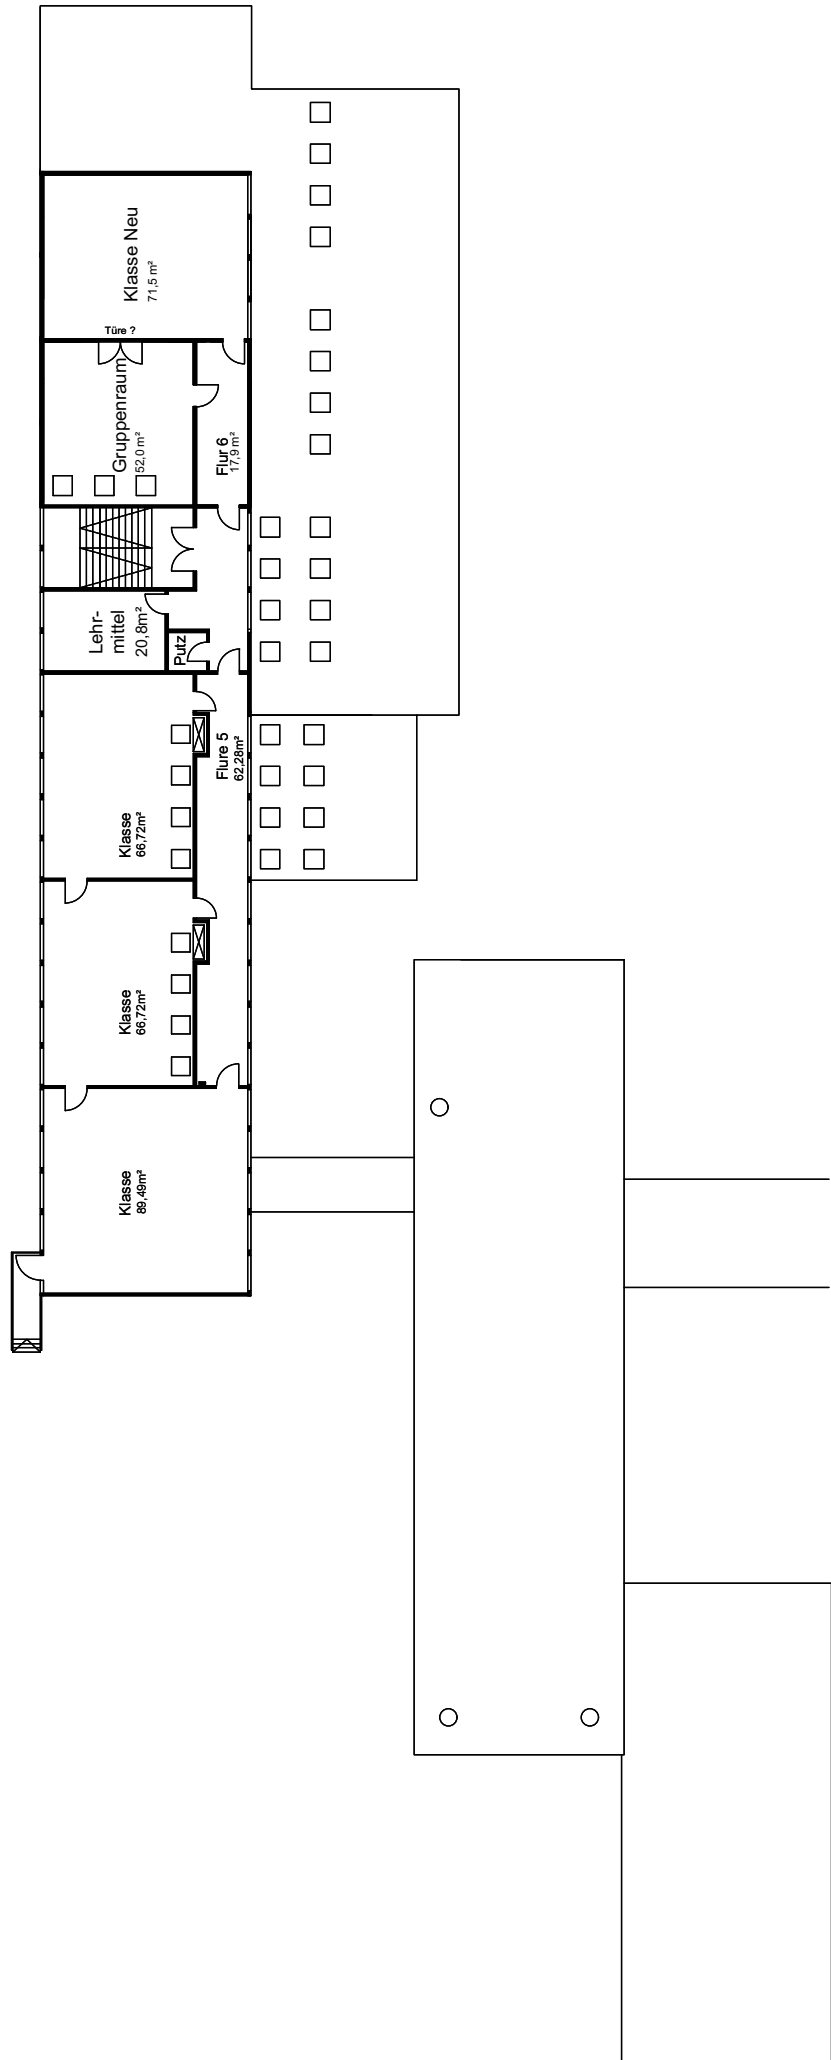 Klasse Neu
71,5 m²
Türe ?
Gruppenraum
52,0 m²
Flur 6
17,9 m²
Lehr-
mittel
20,8m²
Putz
Flure 5
62,28m²
Klasse
66,72m²
Klasse
66,72m²
Klasse
89,49m²